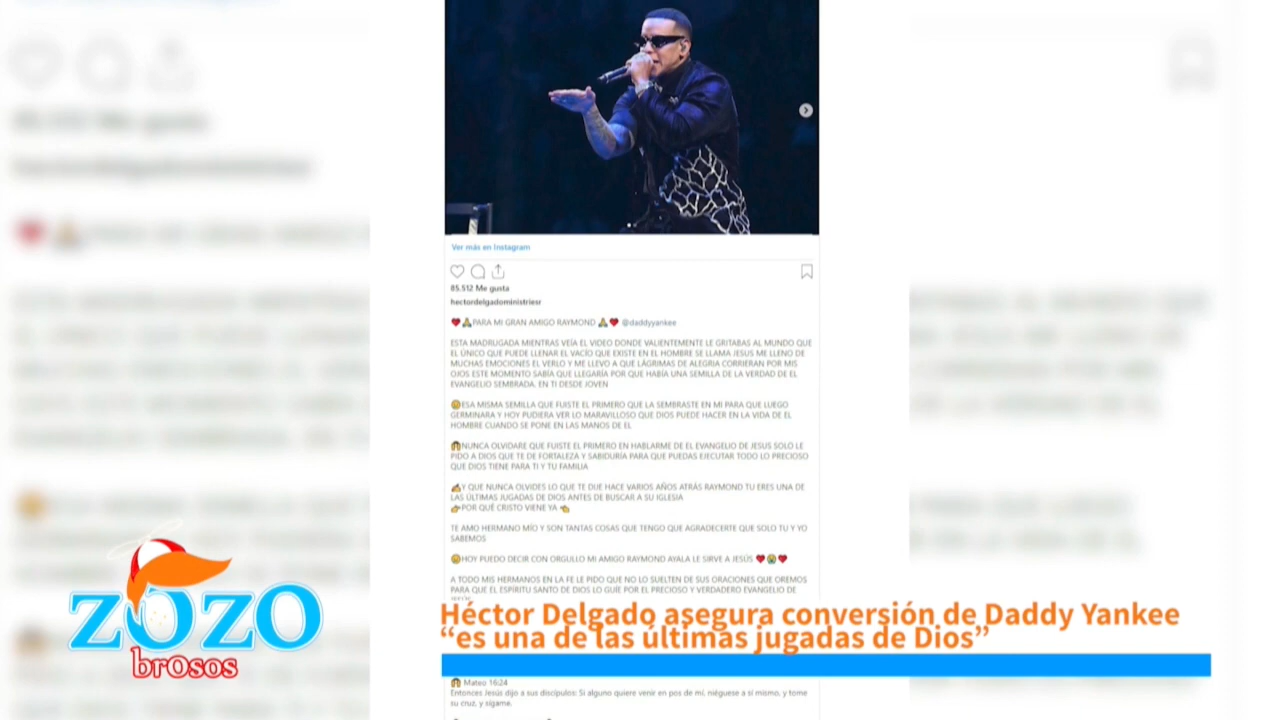 Ver más en Instagram
85.512 Me gusta
hectordelgadoministriesr
❤️🙏PARA MI GRAN AMIGO RAYMOND 🙏❤️ @daddyyankee
ESTA MADRUGADA MIENTRAS VEÍA EL VIDEO DONDE VALIENTEMENTE LE GRITABAS AL MUNDO QUE
EL ÚNICO QUE PUEDE LLENAR EL VACÍO QUE EXISTE EN EL HOMBRE SE LLAMA JESUS ME LLENO DE
MUCHAS EMOCIONES EL VERLO Y ME LLEVO A QUE LÁGRIMAS DE ALEGRIA CORRIERAN POR MIS
OJOS ESTE MOMENTO SABÍA QUE LLEGARÍA POR QUE HABÍA UNA SEMILLA DE LA VERDAD DE EL
EVANGELIO SEMBRADA, EN TI DESDE JOVEN
ESA MISMA SEMILLA QUE FUISTE EL PRIMERO QUE LA SEMBRASTE EN MI PARA QUE LUEGO
GERMINARA Y HOY PUDIERA VER LO MARAVILLOSO QUE DIOS PUEDE HACER EN LA VIDA DE EL
HOMBRE CUANDO SE PONE EN LAS MANOS DE EL
NUNCA OLVIDARE QUE FUISTE EL PRIMERO EN HABLARME DE EL EVANGELIO DE JESUS SOLO LE
PIDO A DIOS QUE TE DE FORTALEZA Y SABIDURÍA PARA QUE PUEDAS EJECUTAR TODO LO PRECIOSO
QUE DIOS TIENE PARA TI Y TU FAMILIA
✍️Y QUE NUNCA OLVIDES LO QUE TE DIJE HACE VARIOS AÑOS ATRÁS RAYMOND TU ERES UNA DE
LAS ÚLTIMAS JUGADAS DE DIOS ANTES DE BUSCAR A SU IGLESIA
👉POR QUÉ CRISTO VIENE YA 👈
TE AMO HERMANO MÍO Y SON TANTAS COSAS QUE TENGO QUE AGRADECERTE QUE SOLO TU Y YO
SABEMOS
HOY PUEDO DECIR CON ORGULLO MI AMIGO RAYMOND AYALA LE SIRVE A JESÚS ❤️😭❤️
A TODO MIS HERMANOS EN LA FE LE PIDO QUE NO LO SUELTEN DE SUS ORACIONES QUE OREMOS
PARA QUE EL ESPÍRITU SANTO DE DIOS LO GUÍE POR EL PRECIOSO Y VERDADERO EVANGELIO DE
Héctor Delgado asegura conversión de Daddy Yankee
“es una de las últimas jugadas de Dios”
Mateo 16:24
Entonces Jesús dijo a sus discípulos: Si alguno quiere venir en pos de mí, niéguese a sí mismo, y tome
su cruz, y sígame.
ZOZO
brOsos